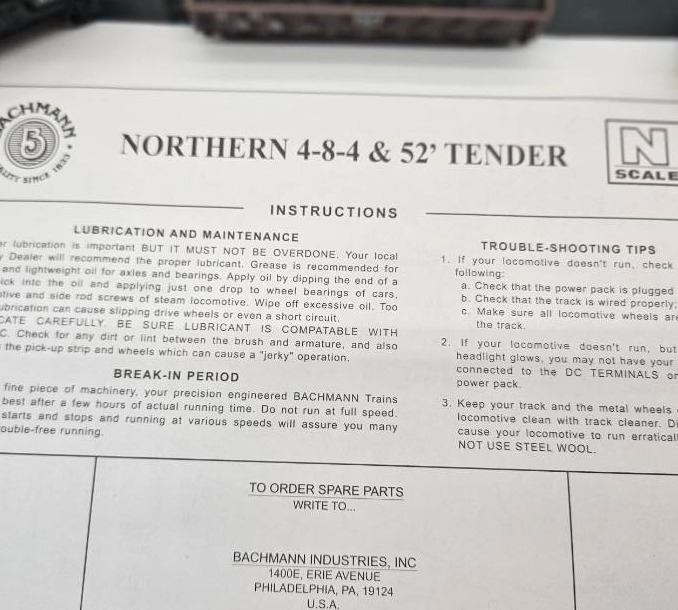 BACHMANN
QUALITY SINCE 1833
NORTHERN 4-8-4 & 52' TENDER
N
SCALE
INSTRUCTIONS
LUBRICATION AND MAINTENANCE
lubrication is important BUT IT MUST NOT BE OVERDONE. Your local
Dealer will recommend the proper lubricant. Grease is recommended for
and lightweight oil for axles and bearings. Apply oil by dipping the end of a
ick into the oil and applying just one drop to wheel bearings of cars,
tive and side rod screws of steam locomotive. Wipe off excessive oil. Too
ubrication can cause slipping drive wheels or even a short circuit.
CATE CAREFULLY. BE SURE LUBRICANT IS COMPATABLE WITH
C. Check for any dirt or lint between the brush and armature, and also
the pick-up strip and wheels which can cause a "jerky" operation.
BREAK-IN PERIOD
fine piece of machinery, your precision engineered BACHMANN Trains
best after a few hours of actual running time. Do not run at full speed.
starts and stops and running at various speeds will assure you many
ouble-free running.
TROUBLE-SHOOTING TIPS
1. If your locomotive doesn't run, check
following:
a. Check that the power pack is plugged
b. Check that the track is wired properly;
c. Make sure all locomotive wheels are
the track.
2. If your locomotive doesn't run, but
headlight glows, you may not have your
connected to the DC TERMINALS on
power pack.
3. Keep your track and the metal wheels
locomotive clean with track cleaner. Di
cause your locomotive to run erraticall
NOT USE STEEL WOOL.
TO ORDER SPARE PARTS
WRITE TO...
BACHMANN INDUSTRIES, INC
1400E, ERIE AVENUE
PHILADELPHIA, PA, 19124
U.S.A.